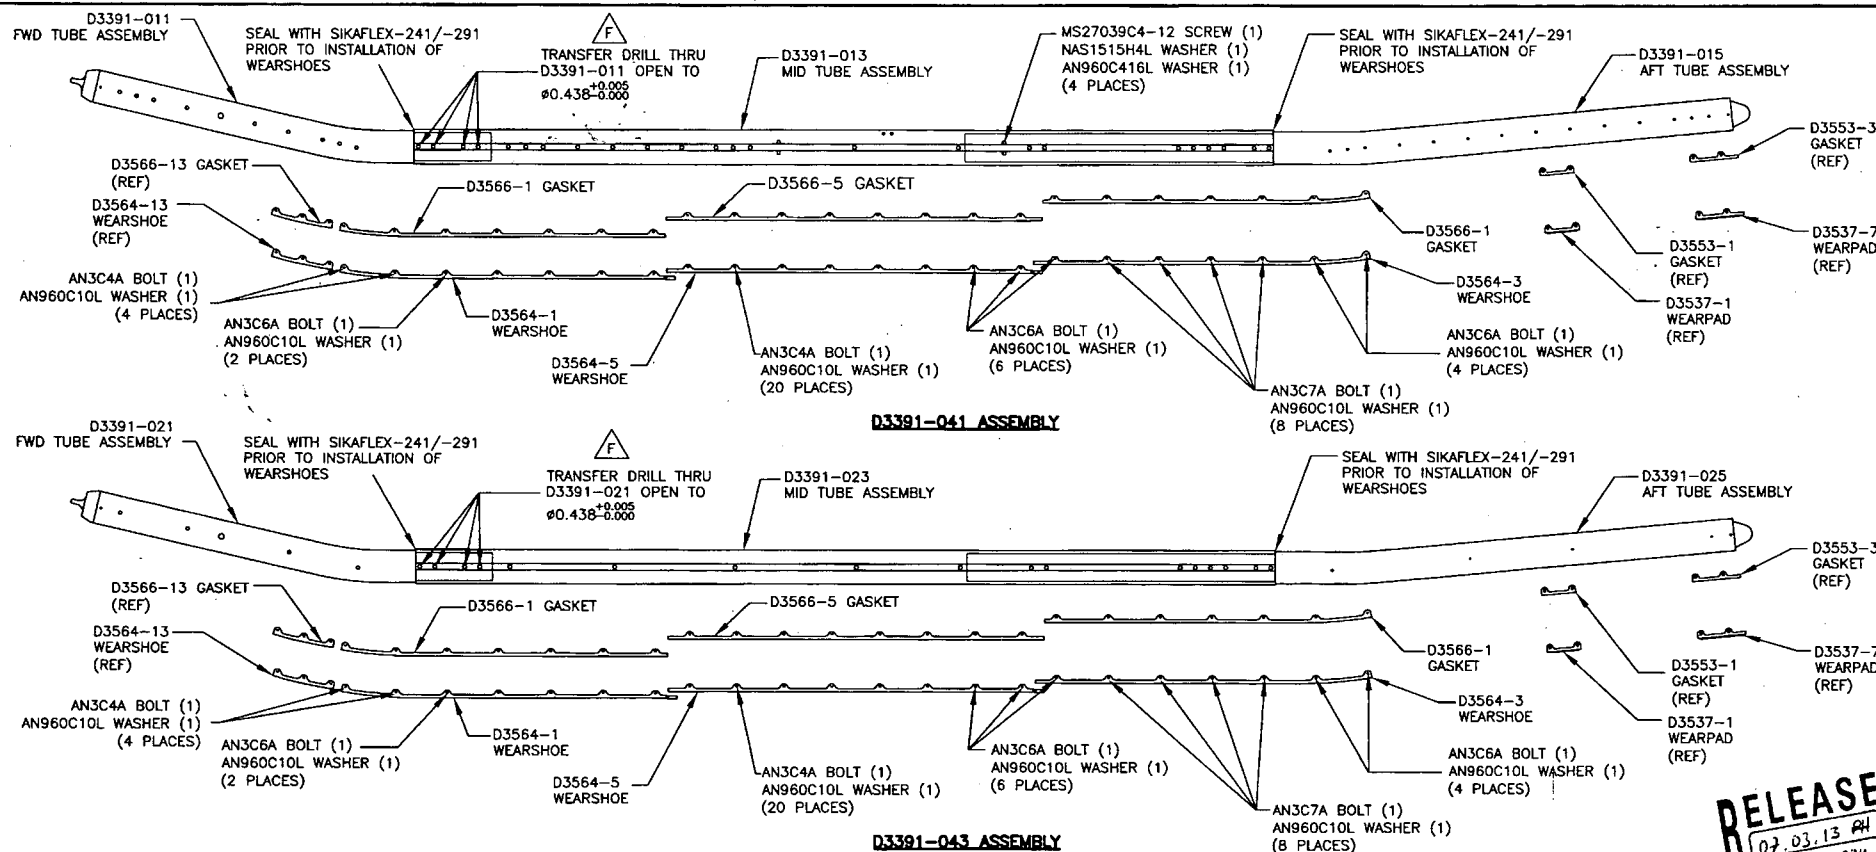 D3391-011
FWD TUBE ASSEMBLY
SEAL WITH SIKAFLEX-241/-291
PRIOR TO INSTALLATION OF
WEARSHOES
F
TRANSFER DRILL THRU
D3391-011 OPEN TO
ø0.438+0.005
-0.000
D3391-013
MID TUBE ASSEMBLY
MS27039C4-12 SCREW (1)
NAS1515H4L WASHER (1)
AN960C416L WASHER (1)
(4 PLACES)
SEAL WITH SIKAFLEX-241/-291
PRIOR TO INSTALLATION OF
WEARSHOES
D3391-015
AFT TUBE ASSEMBLY
D3553-3
GASKET
(REF)
D3566-13 GASKET
(REF)
D3566-1 GASKET
D3566-5 GASKET
D3564-13
WEARSHOE
(REF)
D3566-1
GASKET
D3553-1
GASKET
(REF)
D3537-7
WEARPAD
(REF)
AN3C4A BOLT (1)
AN960C10L WASHER (1)
(4 PLACES)
AN3C6A BOLT (1)
AN960C10L WASHER (1)
(2 PLACES)
D3564-1
WEARSHOE
D3564-5
WEARSHOE
AN3C4A BOLT (1)
AN960C10L WASHER (1)
(20 PLACES)
AN3C6A BOLT (1)
AN960C10L WASHER (1)
(6 PLACES)
D3564-3
WEARSHOE
D3537-1
WEARPAD
(REF)
AN3C6A BOLT (1)
AN960C10L WASHER (1)
(4 PLACES)
AN3C7A BOLT (1)
AN960C10L WASHER (1)
(8 PLACES)
D3391-041 ASSEMBLY
D3391-021
FWD TUBE ASSEMBLY
SEAL WITH SIKAFLEX-241/-291
PRIOR TO INSTALLATION OF
WEARSHOES
F
TRANSFER DRILL THRU
D3391-021 OPEN TO
ø0.438+0.005
-0.000
D3391-023
MID TUBE ASSEMBLY
SEAL WITH SIKAFLEX-241/-291
PRIOR TO INSTALLATION OF
WEARSHOES
D3391-025
AFT TUBE ASSEMBLY
D3553-3
GASKET
(REF)
D3566-13 GASKET
(REF)
D3566-1 GASKET
D3566-5 GASKET
D3564-13
WEARSHOE
(REF)
D3566-1
GASKET
D3553-1
GASKET
(REF)
D3537-7
WEARPAD
(REF)
AN3C4A BOLT (1)
AN960C10L WASHER (1)
(4 PLACES)
AN3C6A BOLT (1)
AN960C10L WASHER (1)
(2 PLACES)
D3564-1
WEARSHOE
D3564-5
WEARSHOE
AN3C4A BOLT (1)
AN960C10L WASHER (1)
(20 PLACES)
AN3C6A BOLT (1)
AN960C10L WASHER (1)
(6 PLACES)
D3564-3
WEARSHOE
D3537-1
WEARPAD
(REF)
AN3C6A BOLT (1)
AN960C10L WASHER (1)
(4 PLACES)
AN3C7A BOLT (1)
AN960C10L WASHER (1)
(8 PLACES)
D3391-043 ASSEMBLY
RELEASE
07.03.13